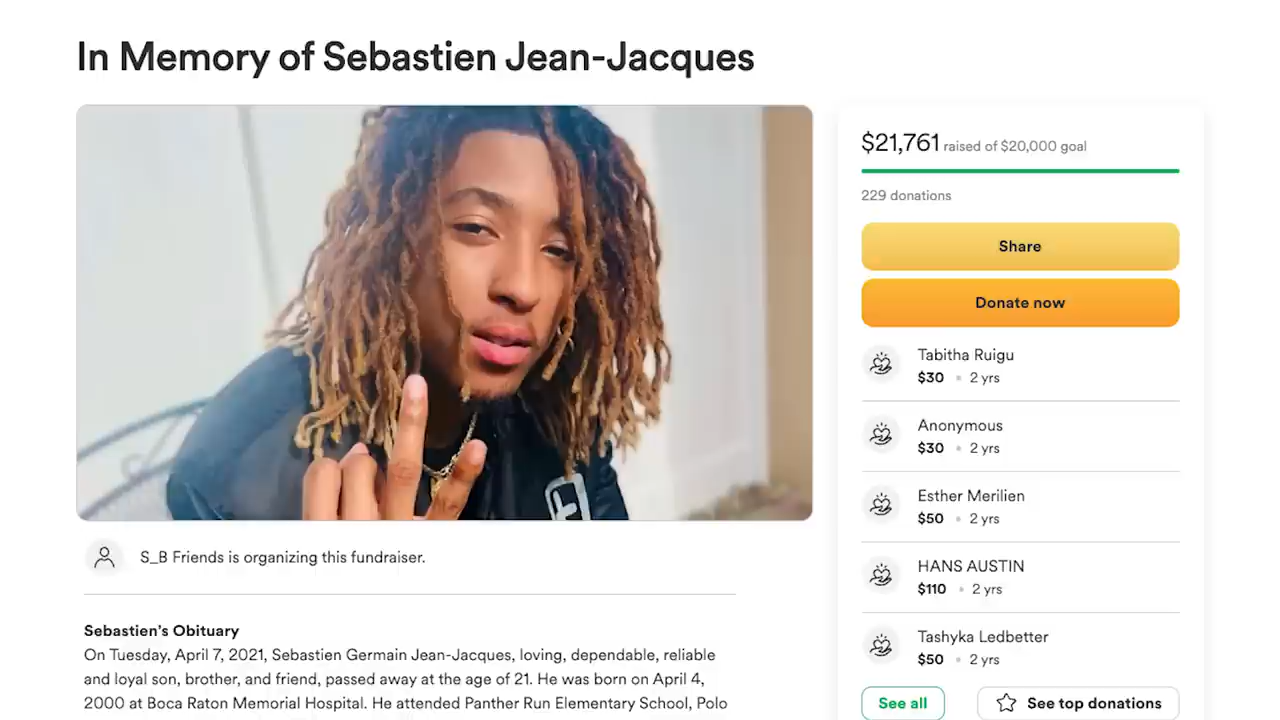 In Memory of Sebastien Jean-Jacques
$21,761 raised of $20,000 goal
229 donations
Share
Donate now
Tabitha Ruigu
$30 • 2 yrs
Anonymous
$30 • 2 yrs
Esther Merilien
$50 • 2 yrs
HANS AUSTIN
$110 • 2 yrs
Tashyka Ledbetter
$50 • 2 yrs
See all
See top donations
S_B Friends is organizing this fundraiser.
Sebastien’s Obituary
On Tuesday, April 7, 2021, Sebastien Germain Jean-Jacques, loving, dependable, reliable
and loyal son, brother, and friend, passed away at the age of 21. He was born on April 4,
2000 at Boca Raton Memorial Hospital. He attended Panther Run Elementary School, Polo